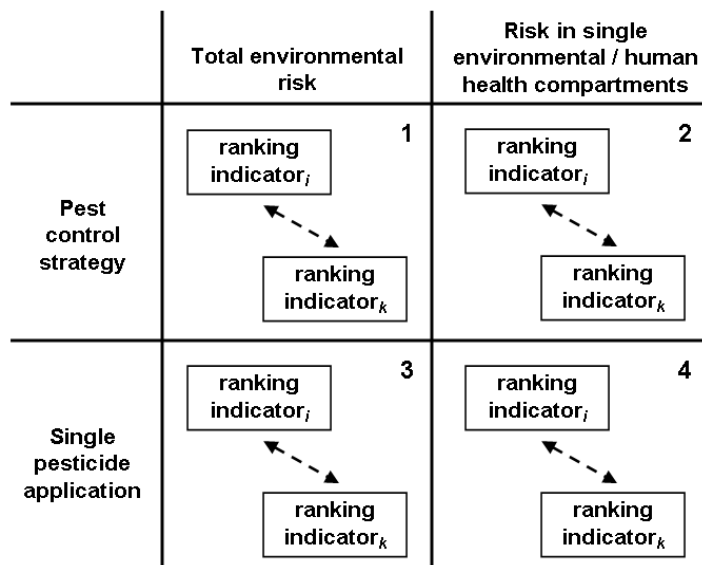 Total environmental
risk
Risk in single
environmental / human
health compartments
Pest
control
strategy
1
ranking
indicatori
ranking
indicatork
2
ranking
indicatori
ranking
indicatork
Single
pesticide
application
3
ranking
indicatori
ranking
indicatork
4
ranking
indicatori
ranking
indicatork